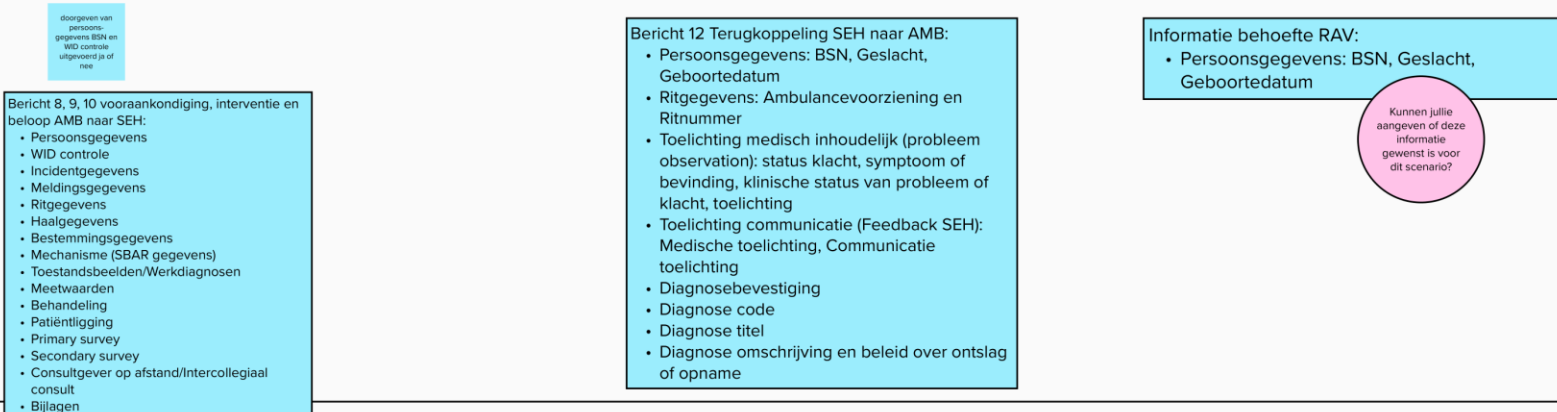 doorgeven van
persoons-
gegevens BSN en
WID controle
uitgevoerd ja of
nee
Bericht 8, 9, 10 vooraankondiging, interventie en
beloop AMB naar SEH:
• Persoonsgegevens
• WID controle
• Incidentgegevens
• Meldingsgegevens
• Ritgegevens
• Haalgegevens
• Bestemmingsgegevens
• Mechanisme (SBAR gegevens)
• Toestandsbeelden/Werkdiagnosen
• Meetwaarden
• Behandeling
• Patiëntligging
• Primary survey
• Secondary survey
• Consultgever op afstand/Intercollegiaal
consult
• Bijlagen
Bericht 12 Terugkoppeling SEH naar AMB:
• Persoonsgegevens: BSN, Geslacht,
Geboortedatum
• Ritgegevens: Ambulancevoorziening en
Ritnummer
• Toelichting medisch inhoudelijk (probleem
observation): status klacht, symptoom of
bevinding, klinische status van probleem of
klacht, toelichting
• Toelichting communicatie (Feedback SEH):
Medische toelichting, Communicatie
toelichting
• Diagnosebevestiging
• Diagnose code
• Diagnose titel
• Diagnose omschrijving en beleid over ontslag
of opname
Informatie behoefte RAV:
• Persoonsgegevens: BSN, Geslacht,
Geboortedatum
Kunnen jullie
aangeven of deze
informatie
gewenst is voor
dit scenario?